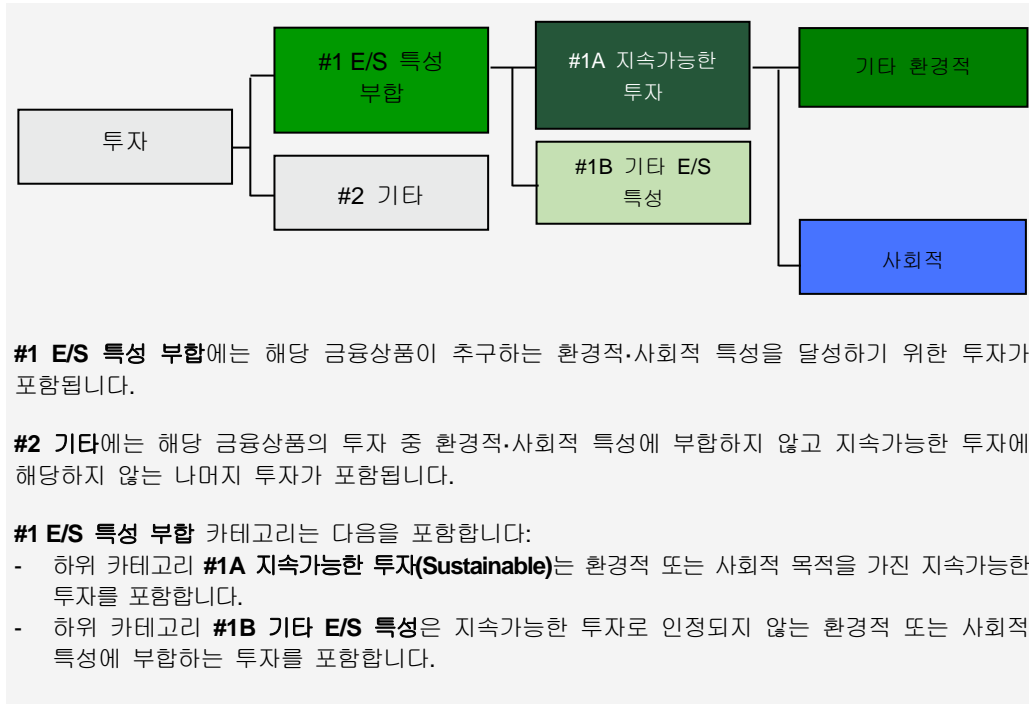 #1 E/S 특성
부합
#1A 지속가능한
투자
기타 환경적
투자
#2 기타
#1B 기타 E/S
특성
사회적
#1 E/S 특성 부합에는 해당 금융상품이 추구하는 환경적·사회적 특성을 달성하기 위한 투자가
포함됩니다.
#2 기타에는 해당 금융상품의 투자 중 환경적·사회적 특성에 부합하지 않고 지속가능한 투자에
해당하지 않는 나머지 투자가 포함됩니다.
#1 E/S 특성 부합 카테고리는 다음을 포함합니다:
- 하위 카테고리 #1A 지속가능한 투자(Sustainable)는 환경적 또는 사회적 목적을 가진 지속가능한
투자를 포함합니다.
- 하위 카테고리 #1B 기타 E/S 특성은 지속가능한 투자로 인정되지 않는 환경적 또는 사회적
특성에 부합하는 투자를 포함합니다.